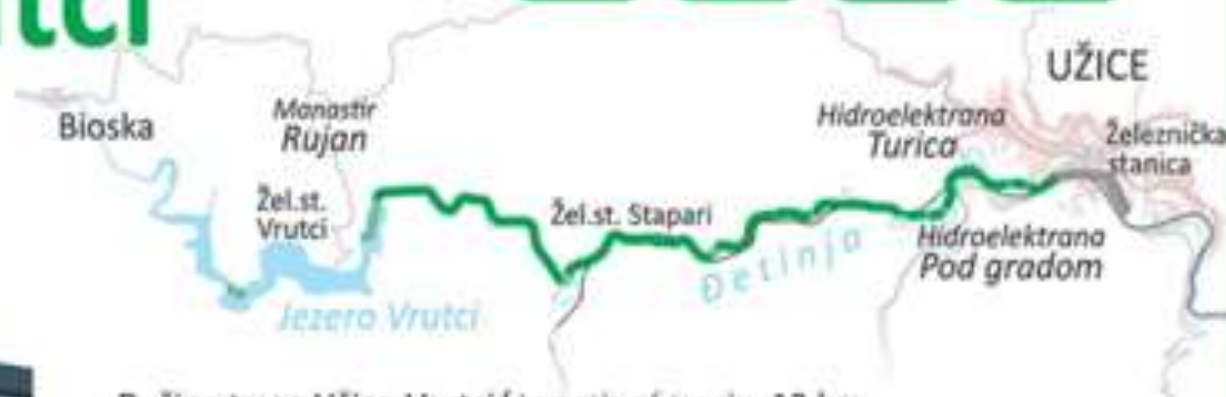 UŽICE
Bioska
Manastir
Rujan
Hidroelektrana
Turica
Železnička
stanica
Žel.st.
Vrutci
Žel.st. Stapari
Đetinja
Hidroelektrana
Pod gradom
Jezero Vrutci